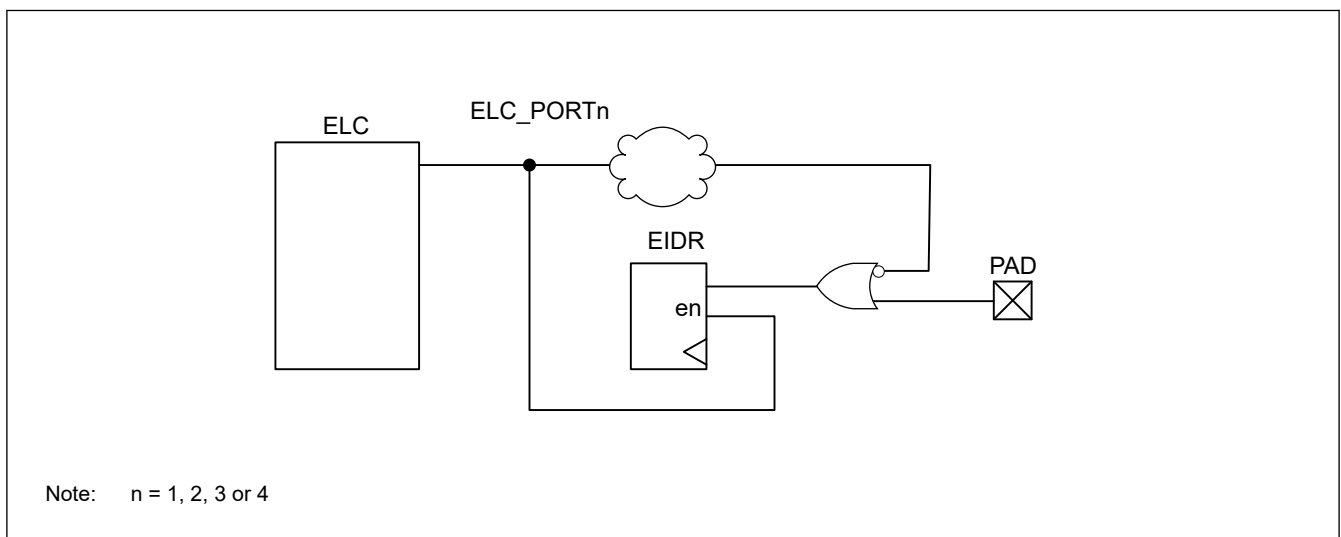 ELC_PORTn
ELC
EIDR
PAD
en
Note: n = 1, 2, 3 or 4